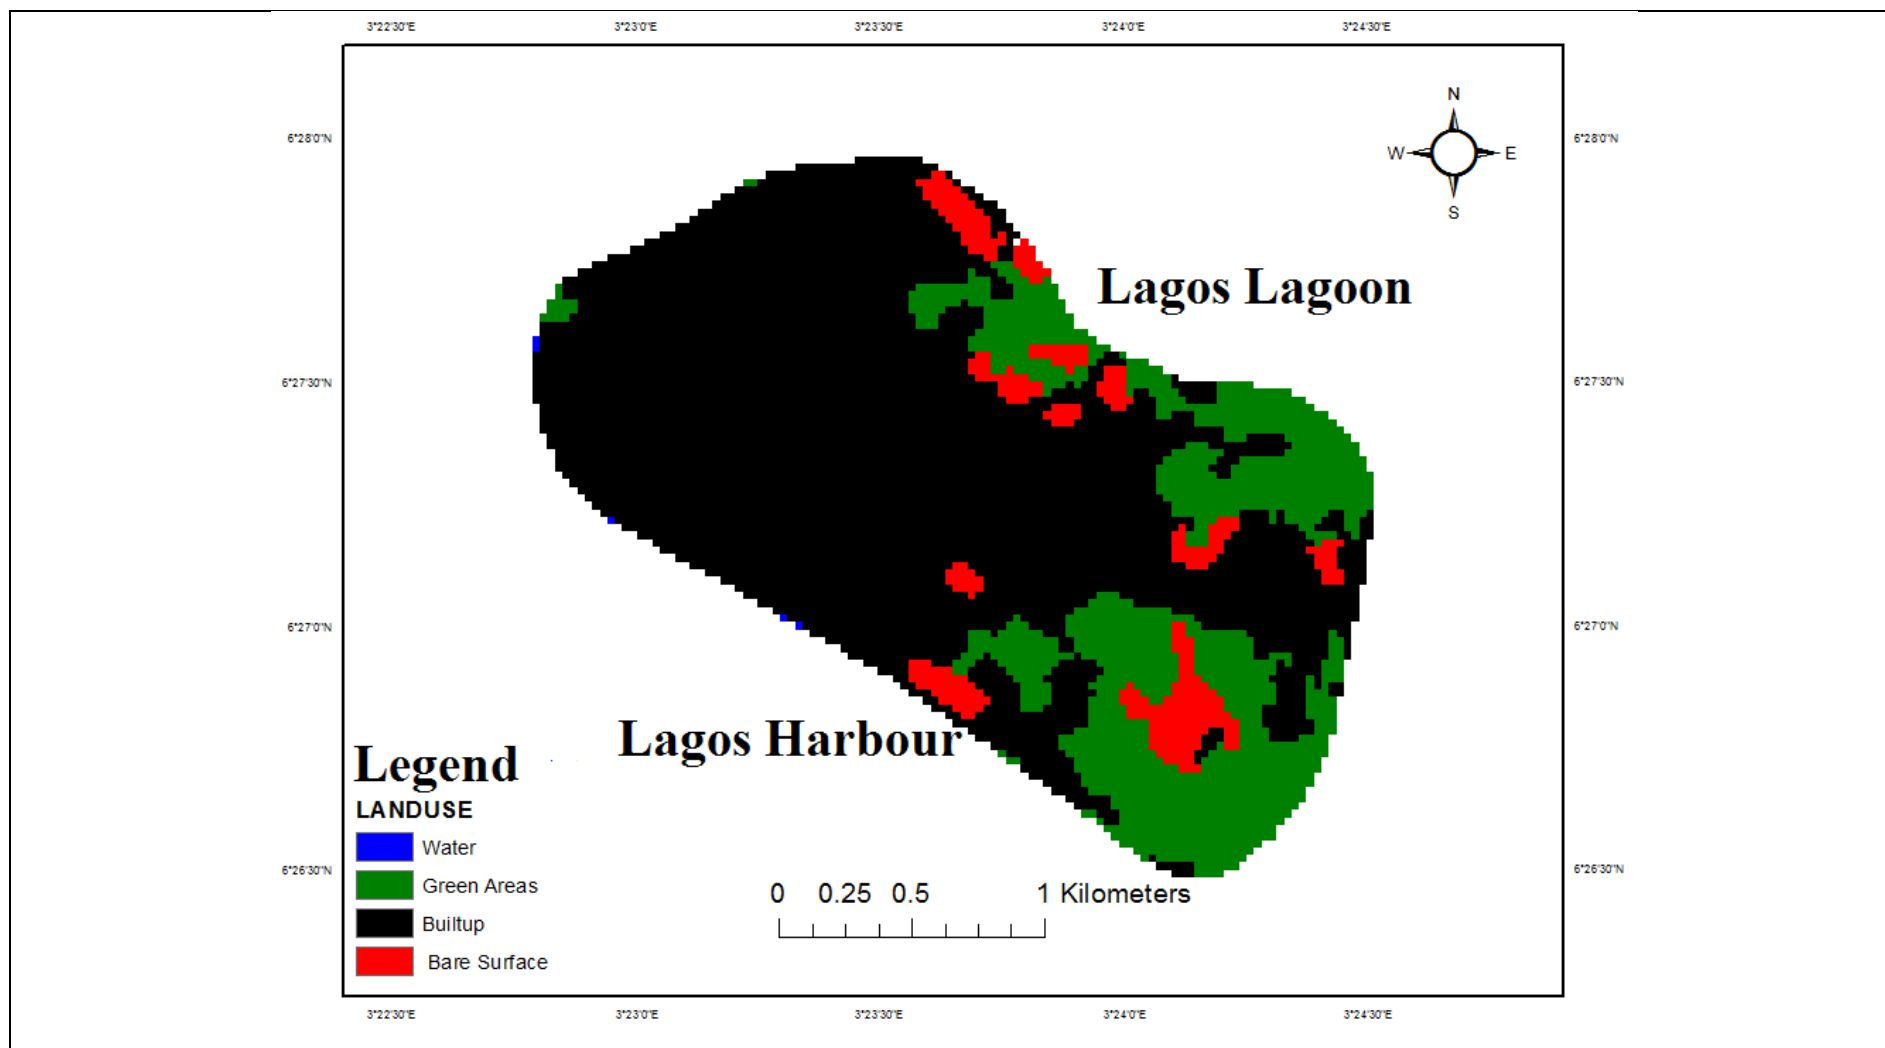 3°22'30"E 3°23'0"E 3°23'30"E 3°24'0"E 3°24'30"E
N
W E
S
6°28'0"N 6°28'0"N
Lagos Lagoon
6°27'30"N 6°27'30"N
6°27'0"N 6°27'0"N
Lagos Harbour
Legend
LANDUSE
Water
Green Areas
Builtup
Bare Surface
6°26'30"N 6°26'30"N
0 0.25 0.5 1 Kilometers
3°22'30"E 3°23'0"E 3°23'30"E 3°24'0"E 3°24'30"E